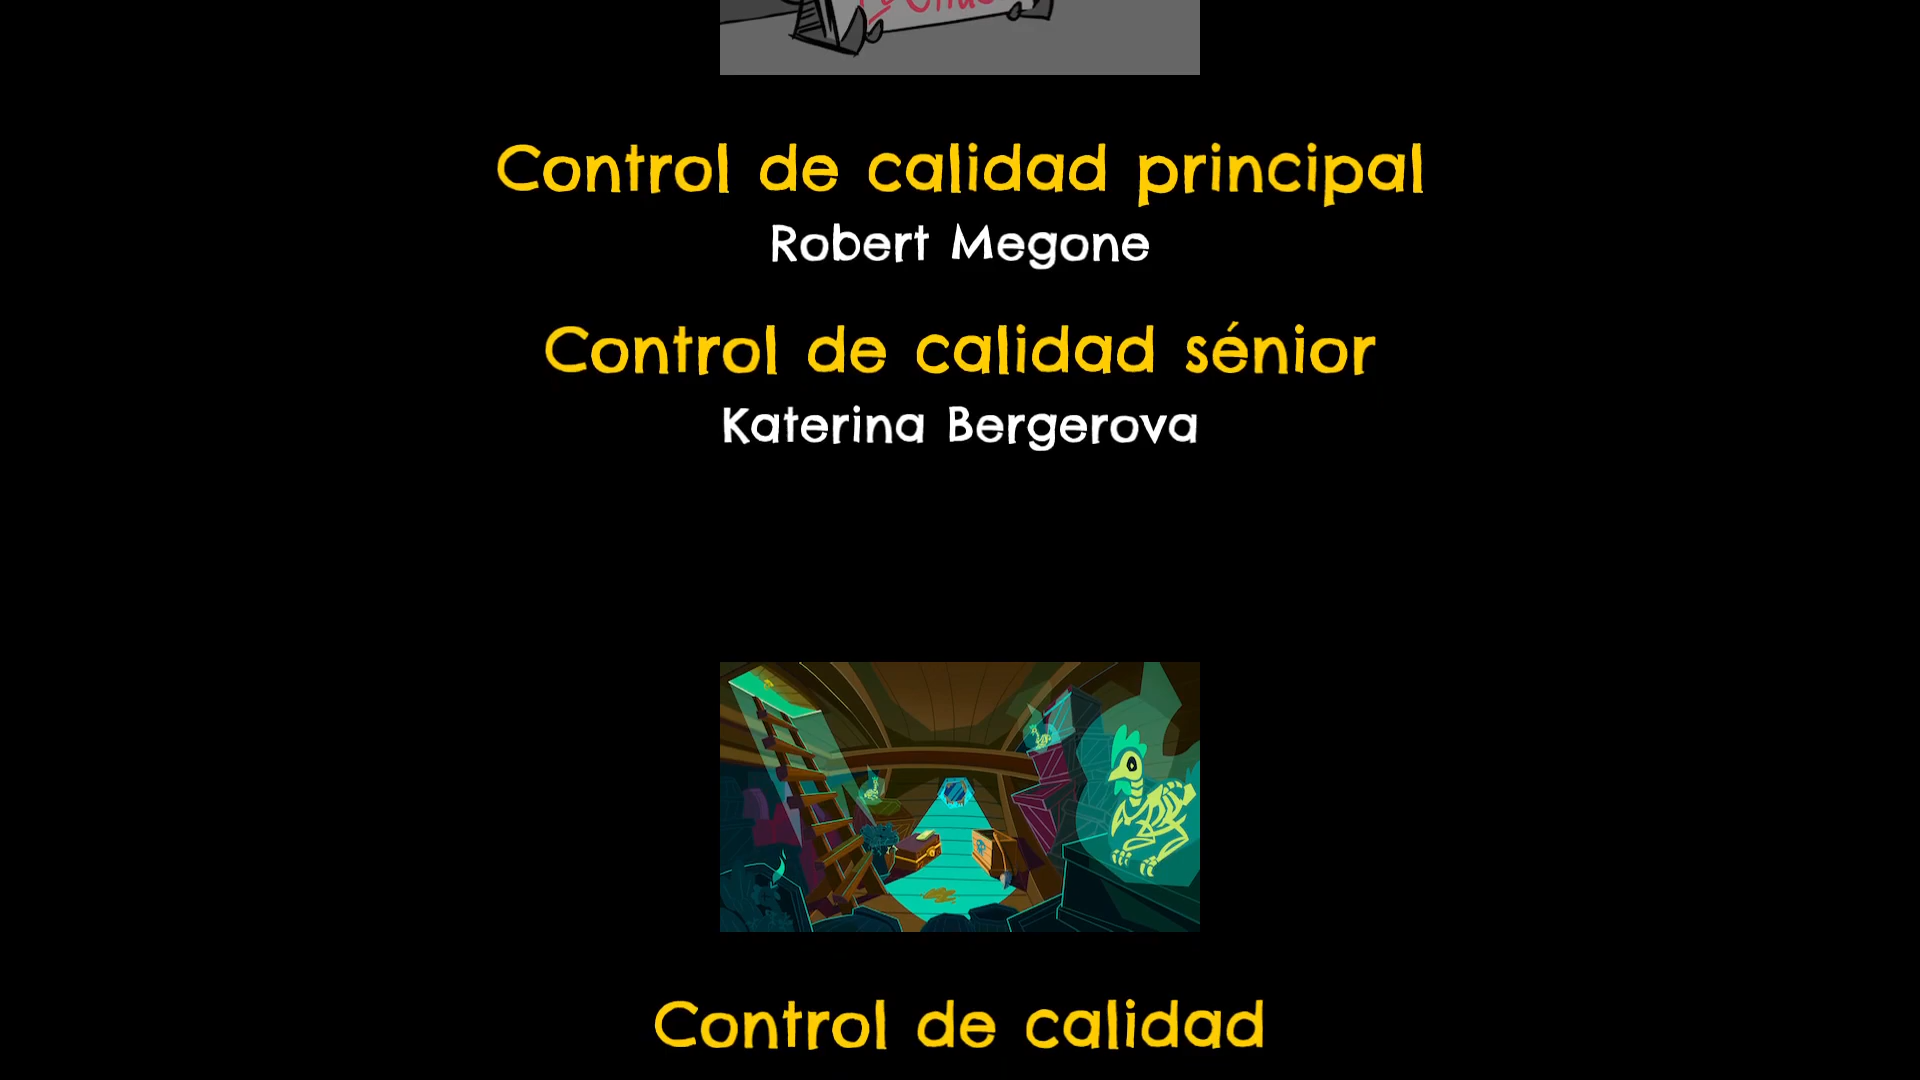 Control de calidad principal
Robert Megone
Control de calidad sénior
Katerina Bergerova
Control de calidad